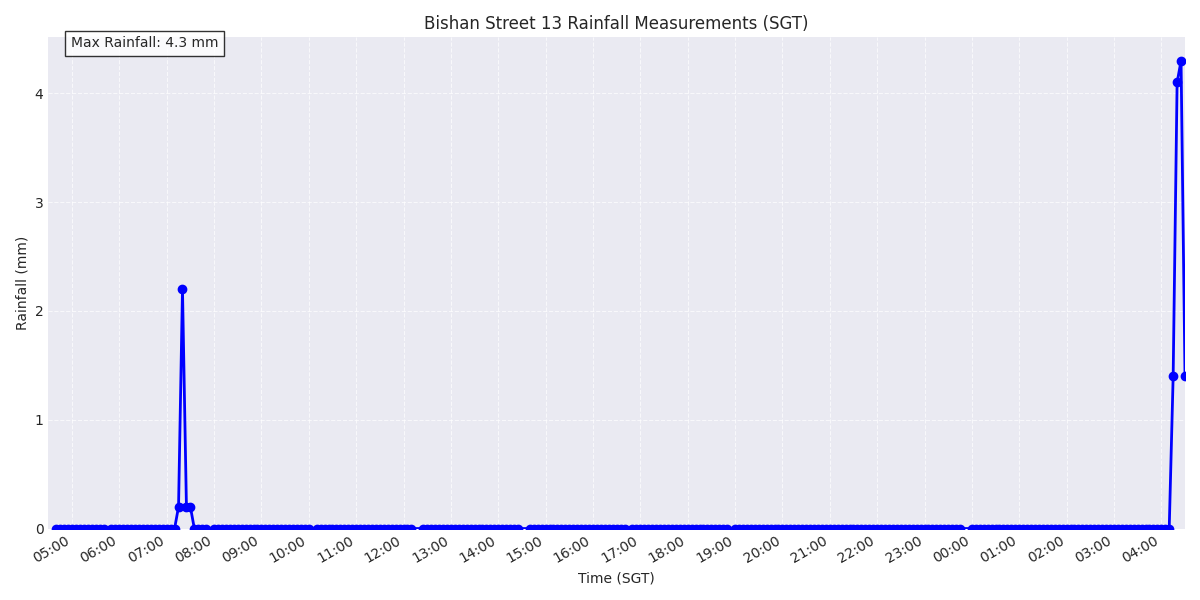 Bishan Street 13 Rainfall Measurements (SGT)
Max Rainfall: 4.3 mm
Rainfall (mm)
4
3
2
1
0
05:00 06:00 07:00 08:00 09:00 10:00 11:00 12:00 13:00 14:00 15:00 16:00 17:00 18:00 19:00 20:00 21:00 22:00 23:00 00:00 01:00 02:00 03:00 04:00
Time (SGT)